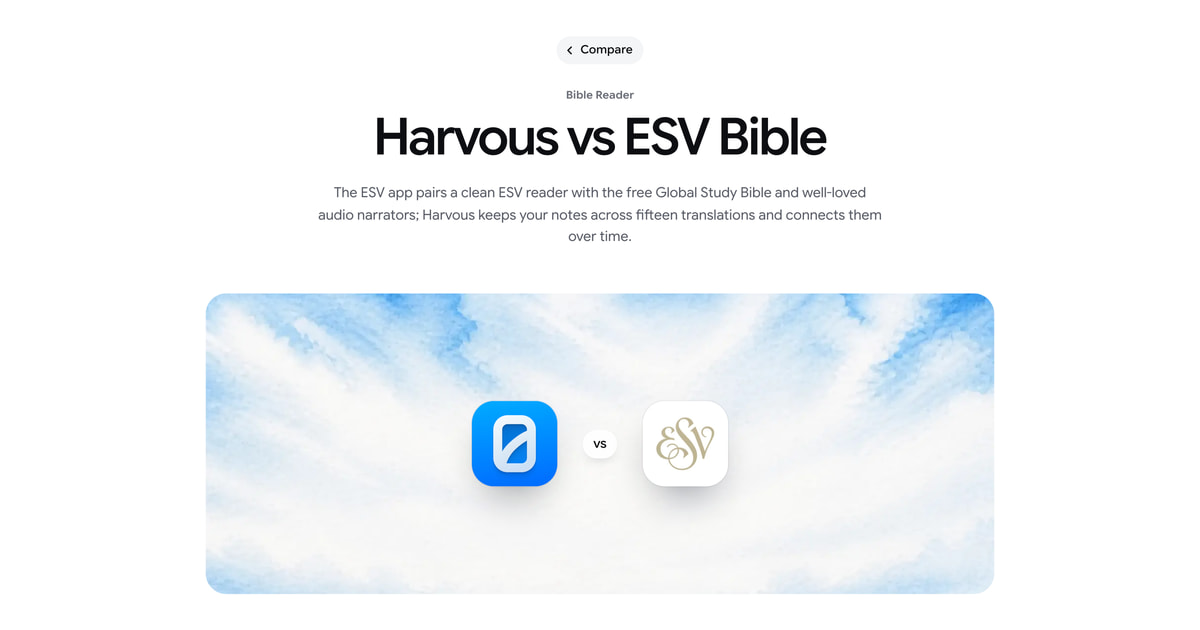 Compare
Bible Reader
Harvous vs ESV Bible
The ESV app pairs a clean ESV reader with the free Global Study Bible and well-loved
audio narrators; Harvous keeps your notes across fifteen translations and connects them
over time.
vs
ESV